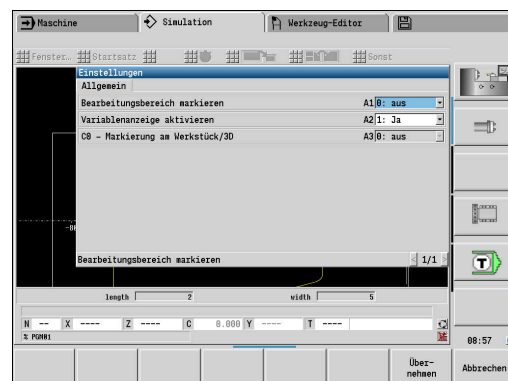 Maschine Simulation Werkzeug-Editor
Fenster… Startsatz Sonst
Einstellungen
Allgemein
Bearbeitungsbereich markieren A1 0: aus
Variablenanzeige aktivieren A2 1: Ja
C0 - Markierung am Werkstück/3D A3 0: aus
Bearbeitungsbereich markieren 1/1
length 2 width 5
N -- X ---- Z ---- C 0.000 Y ---- T ----
% PGM01
T
08:57
Über-
nehmen
Abbrechen